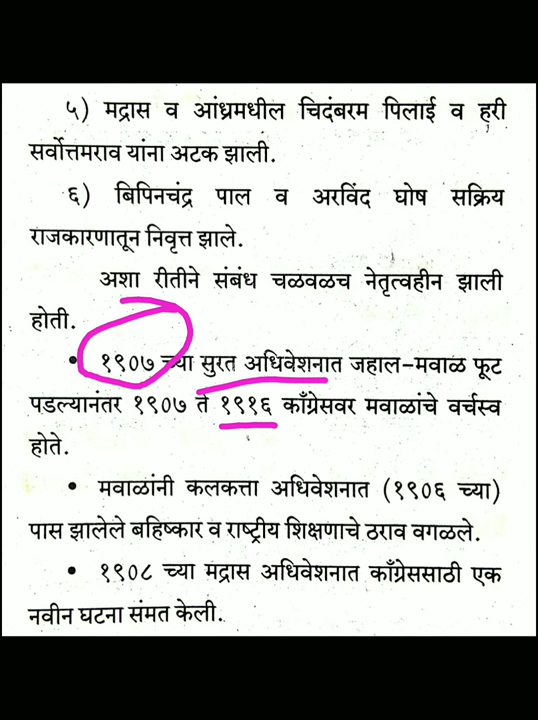 ५) मद्रास व आंध्रमधील चिदंबरम पिलाई व हरी
सर्वोत्तमराव यांना अटक झाली.
६) बिपिनचंद्र पाल व अरविंद घोष सक्रिय
राजकारणातून निवृत्त झाले.
अशा रीतीने संबंध चळवळच नेतृत्वहीन झाली
होती.
• १९०७ च्या सुरत अधिवेशनात जहाल-मवाळ फूट
पडल्यानंतर १९०७ ते १९१६ काँग्रेसवर मवाळांचे वर्चस्व
होते.
• मवाळांनी कलकत्ता अधिवेशनात (१९०६ च्या)
पास झालेले बहिष्कार व राष्ट्रीय शिक्षणाचे ठराव वगळले.
• १९०८ च्या मद्रास अधिवेशनात काँग्रेससाठी एक
नवीन घटना संमत केली.